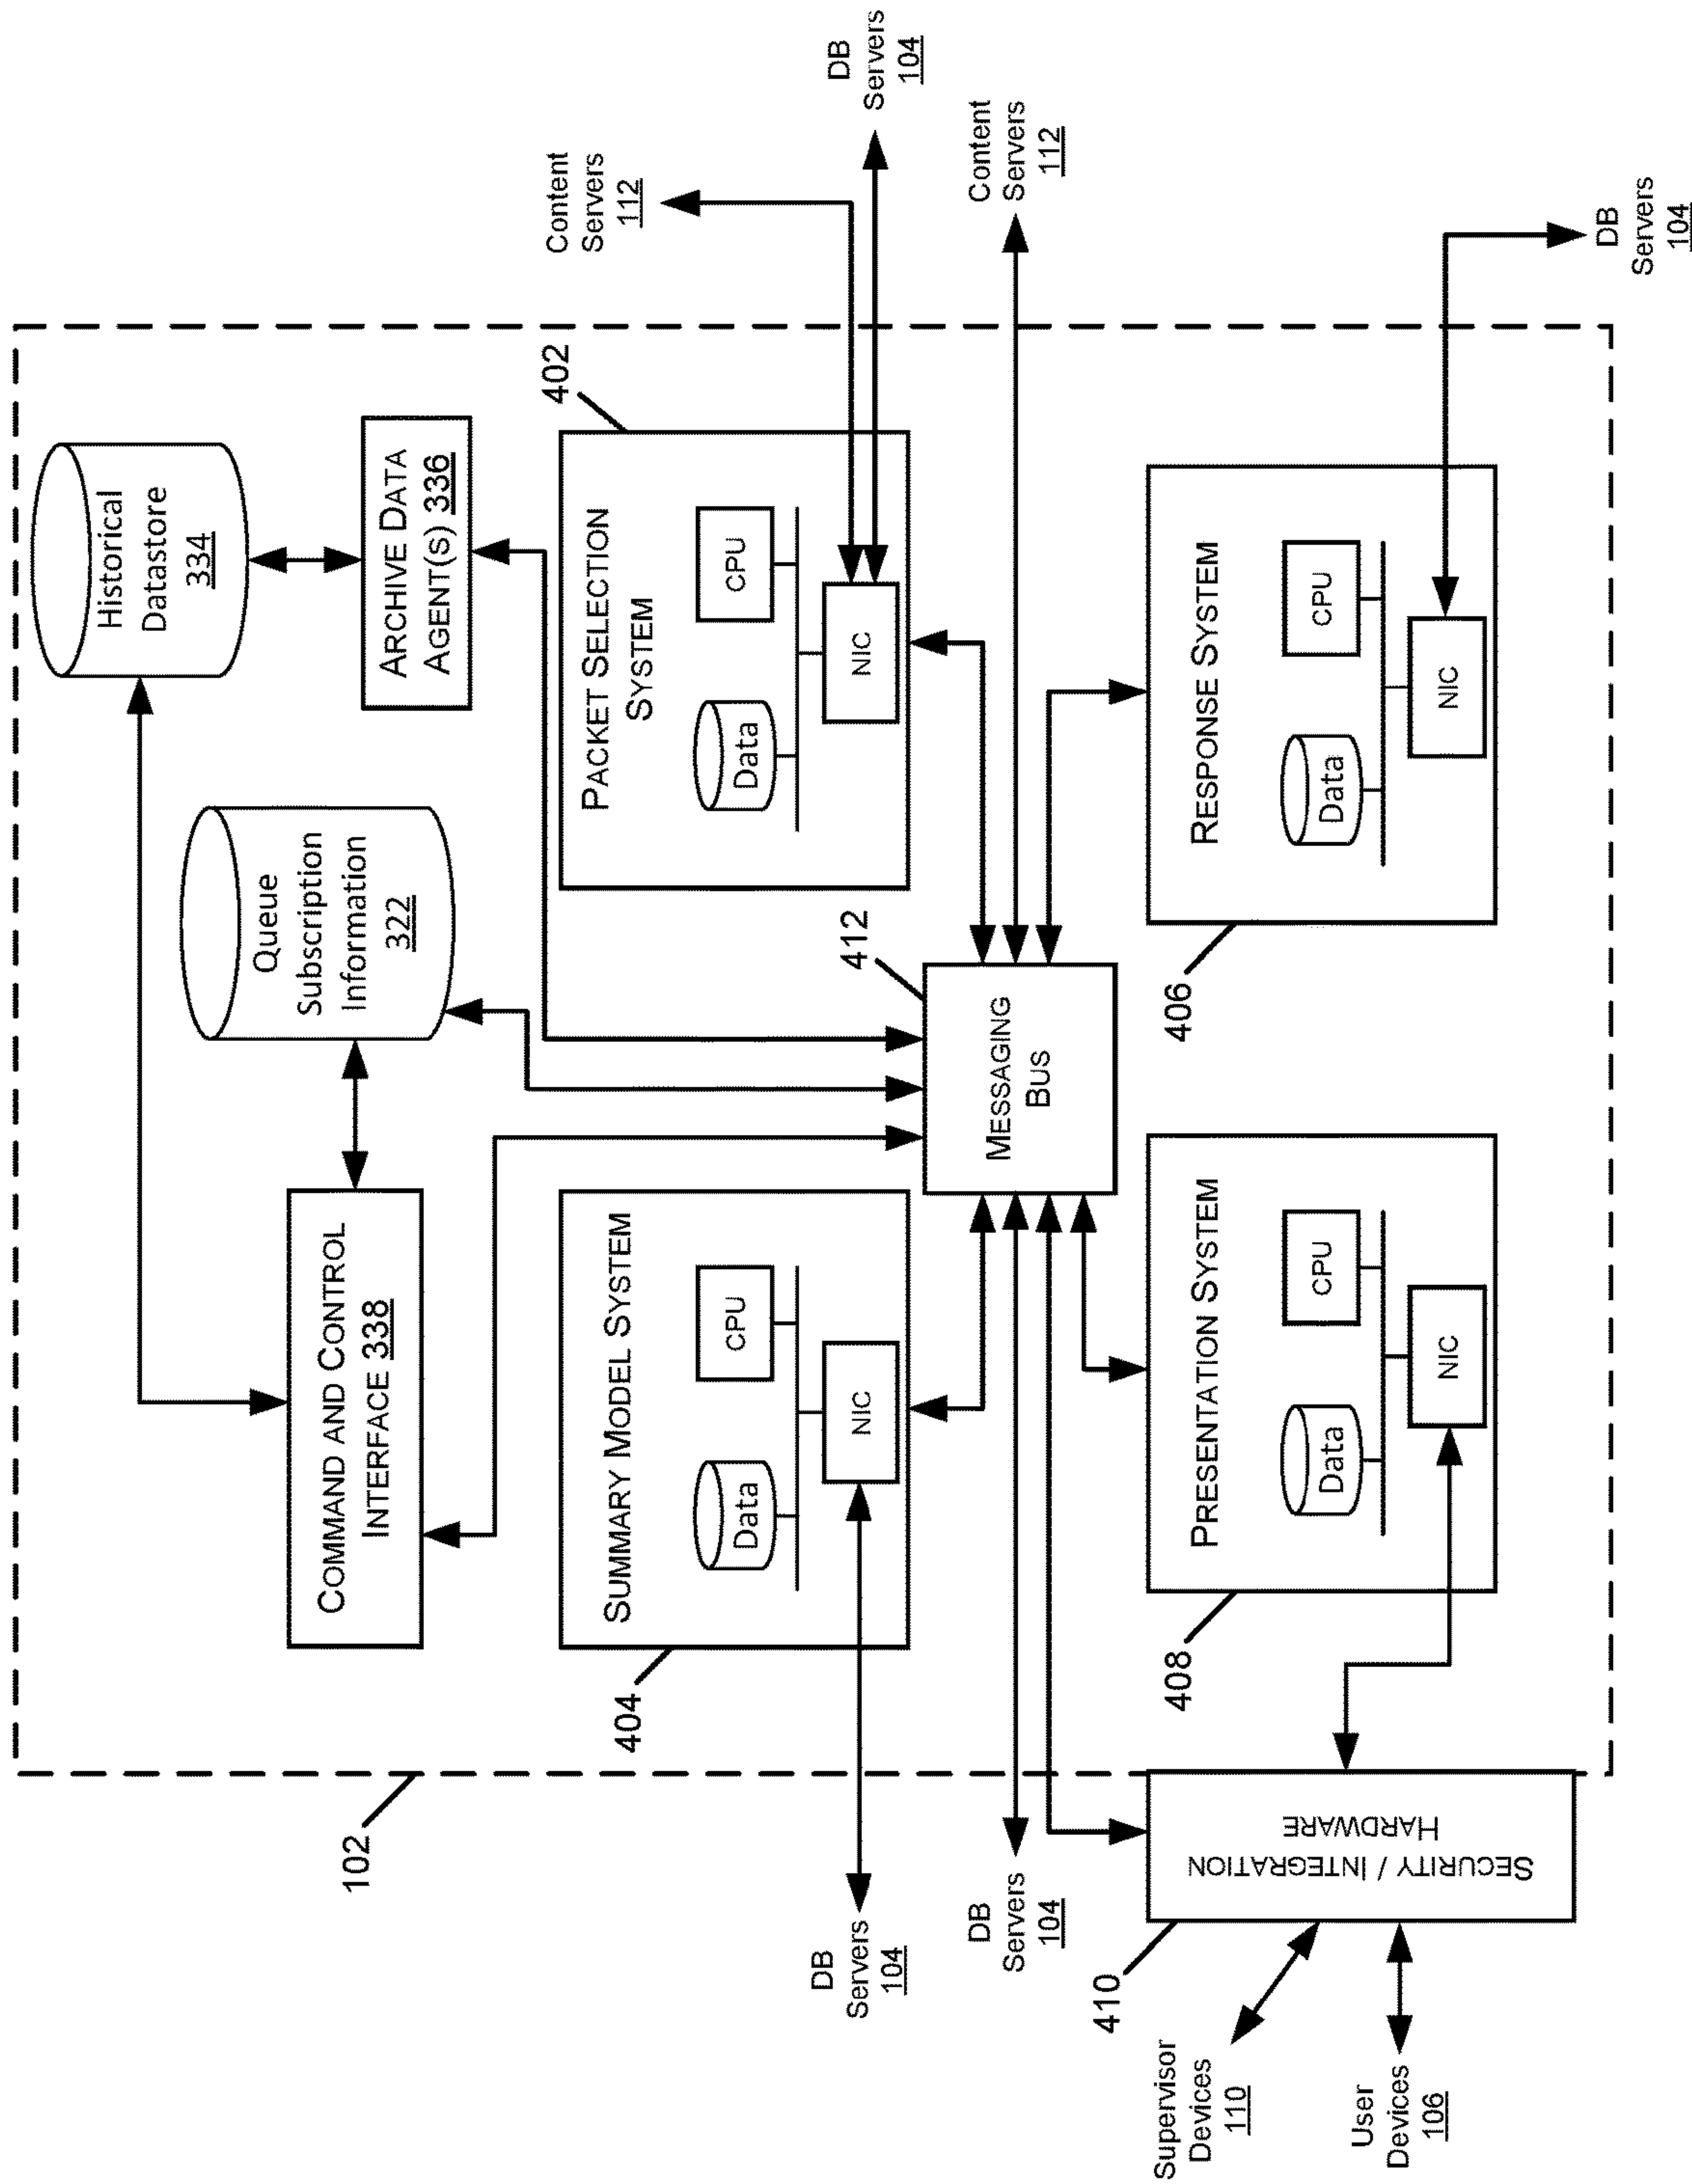 102
COMMAND AND CONTROL
INTERFACE 338
Queue
Subscription
Information
322
Historical
Datastore
334
ARCHIVE DATA
AGENT(S) 336
404
SUMMARY MODEL SYSTEM
Data
CPU
NIC
DB
Servers
104
402
PACKET SELECTION
SYSTEM
Data
CPU
NIC
Content
Servers
112
DB
Servers
104
412
MESSAGING
BUS
DB
Servers
104
Content
Servers
112
408
PRESENTATION SYSTEM
Data
CPU
NIC
406
RESPONSE SYSTEM
Data
CPU
NIC
DB
Servers
104
410
SECURITY / INTEGRATION
HARDWARE
Supervisor
Devices
110
User
Devices
106